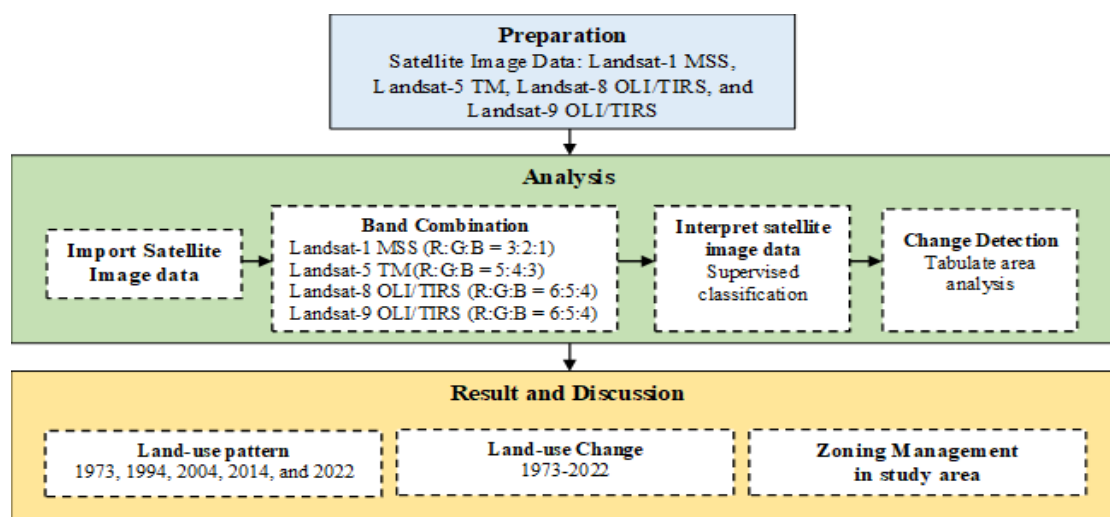 Preparation
Satellite Image Data: Landsat-1 MSS,
Landsat-5 TM, Landsat-8 OLI/TIRS, and
Landsat-9 OLI/TIRS
Analysis
Import Satellite
Image data
Band Combination
Landsat-1 MSS (R:G:B = 3:2:1)
Landsat-5 TM(R:G:B = 5:4:3)
Landsat-8 OLI/TIRS (R:G:B = 6:5:4)
Landsat-9 OLI/TIRS (R:G:B = 6:5:4)
Interpret satellite
image data
Supervised
classification
Change Detection
Tabulate area
analysis
Result and Discussion
Land-use pattern
1973, 1994, 2004, 2014, and 2022
Land-use Change
1973-2022
Zoning Management
in study area